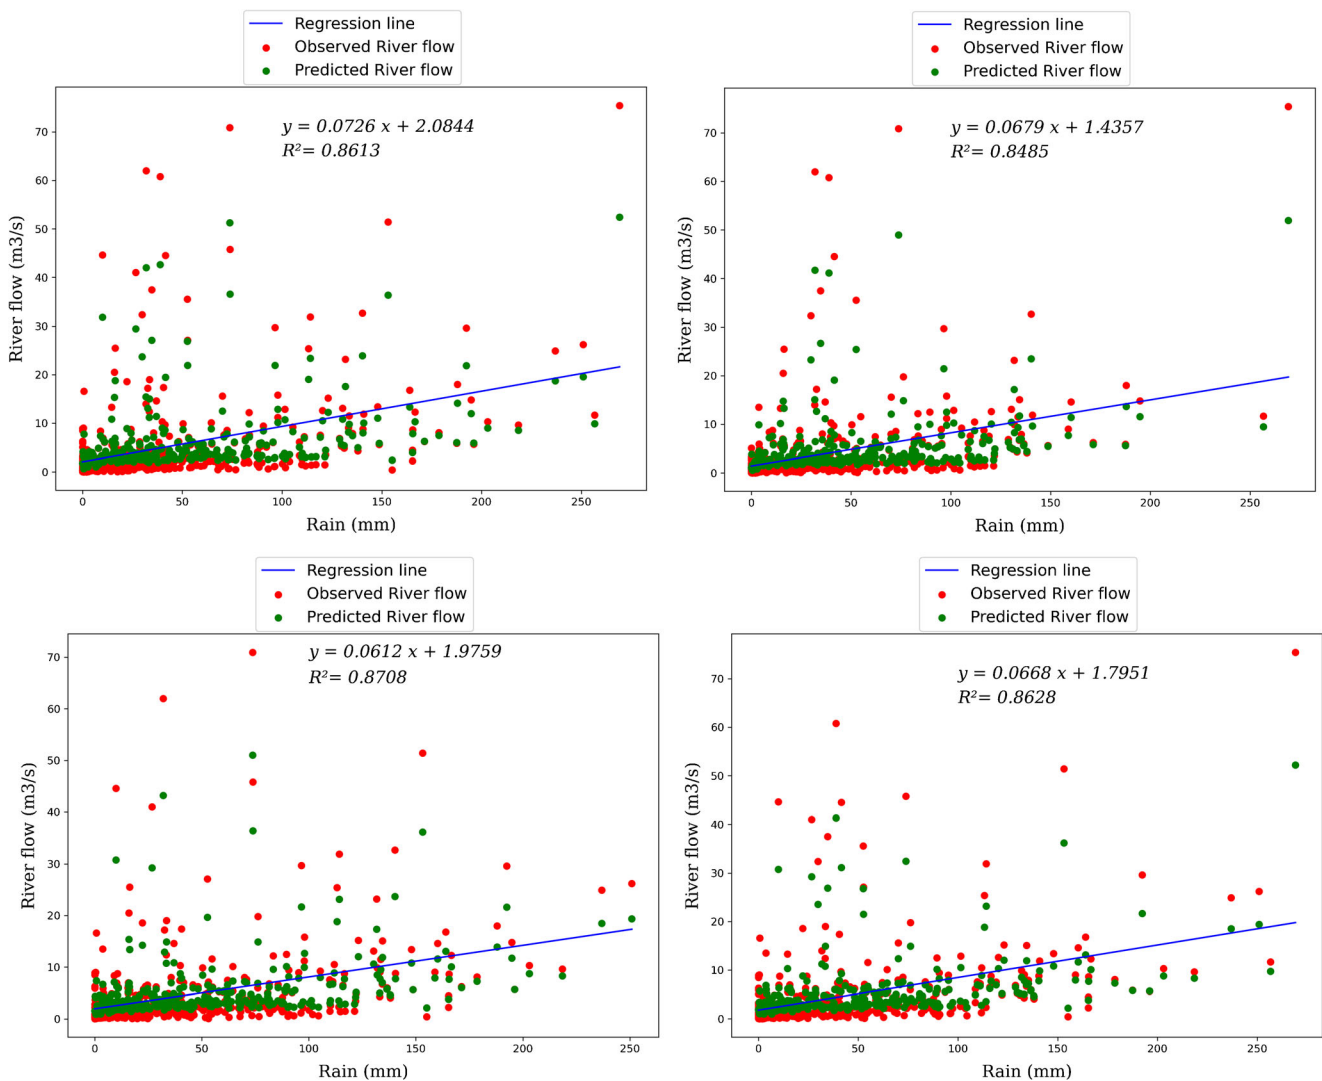 Regression line
Observed River flow
Predicted River flow
y = 0.0726 x + 2.0844
R²= 0.8613
River flow (m3/s)
70
60
50
40
30
20
10
0
0 50 100 150 200 250
Rain (mm)
Regression line
Observed River flow
Predicted River flow
y = 0.0679 x + 1.4357
R²= 0.8485
River flow (m3/s)
70
60
50
40
30
20
10
0
0 50 100 150 200 250
Rain (mm)
Regression line
Observed River flow
Predicted River flow
y = 0.0612 x + 1.9759
R²= 0.8708
River flow (m3/s)
70
60
50
40
30
20
10
0
0 50 100 150 200 250
Rain (mm)
Regression line
Observed River flow
Predicted River flow
y = 0.0668 x + 1.7951
R²= 0.8628
River flow (m3/s)
70
60
50
40
30
20
10
0
0 50 100 150 200 250
Rain (mm)